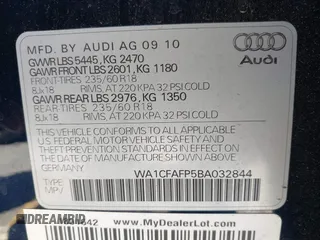 MFD. BY AUDI AG 09 10
GVWR LBS 5445, KG 2470
GAWR FRONT LBS 2601, KG 1180
FRONT-TIRES 235/60 R18
8Jx18 RIMS, AT 220 KPA 32 PSI COLD
GAWR REAR LBS 2976, KG 1350
REAR-TIRES 235/60 R18
8Jx18 RIMS, AT 220 KPA 32 PSI COLD
Audi
THIS VEHICLE CONFORMS TO ALL APPLICABLE
U.S. FEDERAL MOTOR VEHICLE SAFETY AND
THEFT PREVENTION STANDARDS IN EFFECT ON
THE DATE OF MANUFACTURE SHOWN ABOVE.
GERMANY
WA1CFAFP5BA032844
TYPE:
MPV
DREAMBID
www.MyDealerLot.com